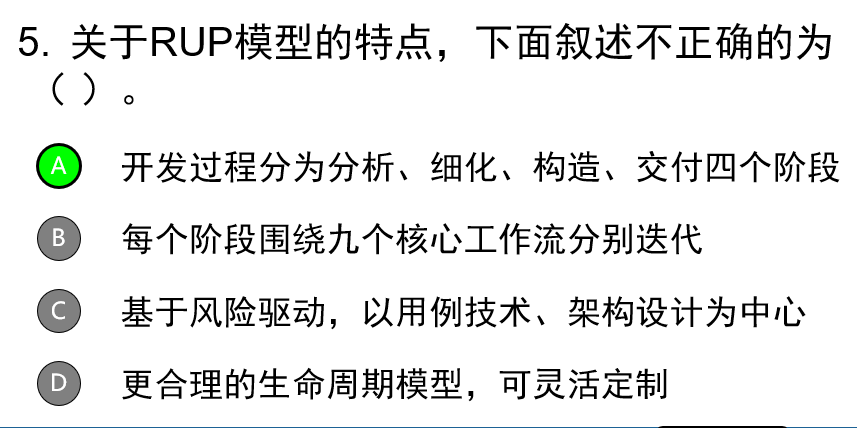 5. 关于RUP模型的特点，下面叙述不正确的为
（ ）。
A 开发过程分为分析、细化、构造、交付四个阶段
B 每个阶段围绕九个核心工作流分别迭代
C 基于风险驱动，以用例技术、架构设计为中心
D 更合理的生命周期模型，可灵活定制